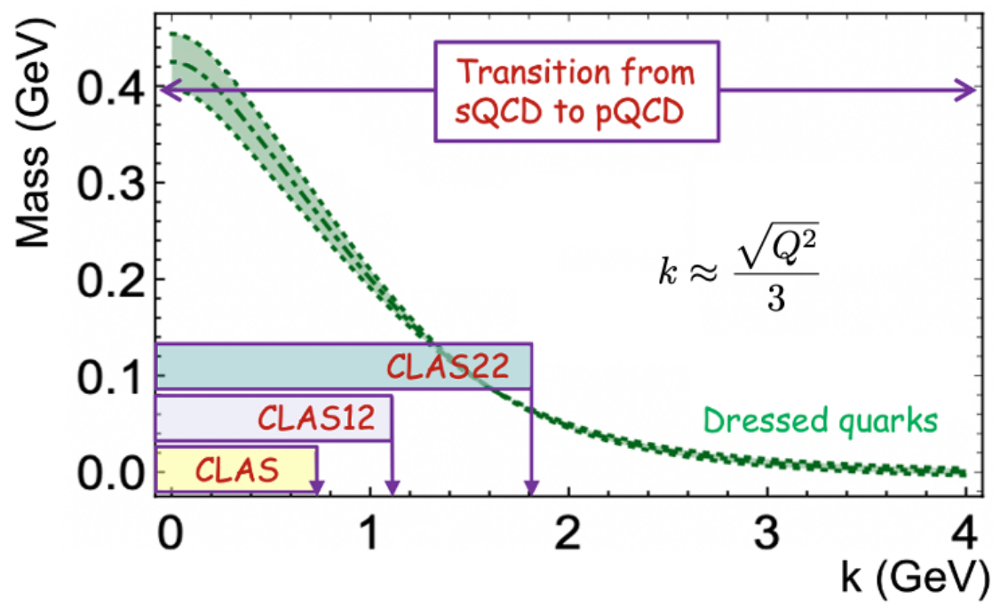 Mass (GeV)
0.4
0.3
0.2
0.1
0.0
Transition from
sQCD to pQCD
k ≈ √Q² / 3
CLAS22
CLAS12
CLAS
Dressed quarks
0 1 2 3 4
k (GeV)